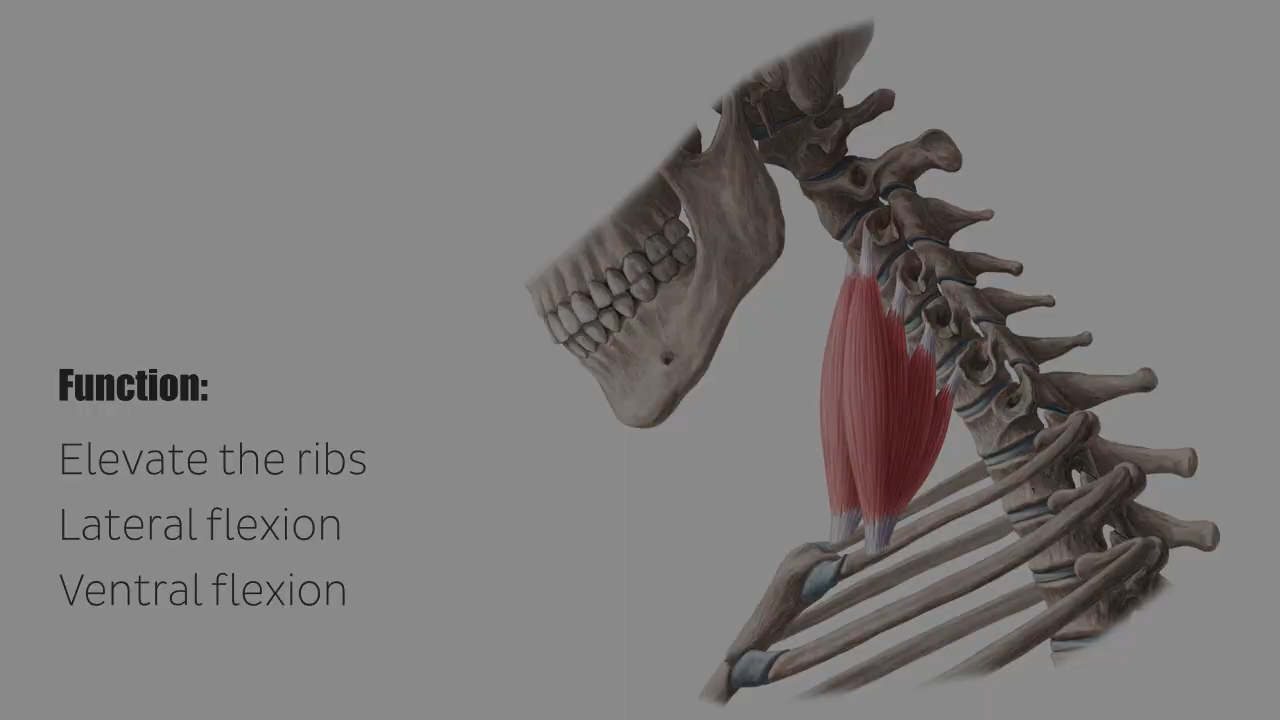 Function:
Elevate the ribs
Lateral flexion
Ventral flexion